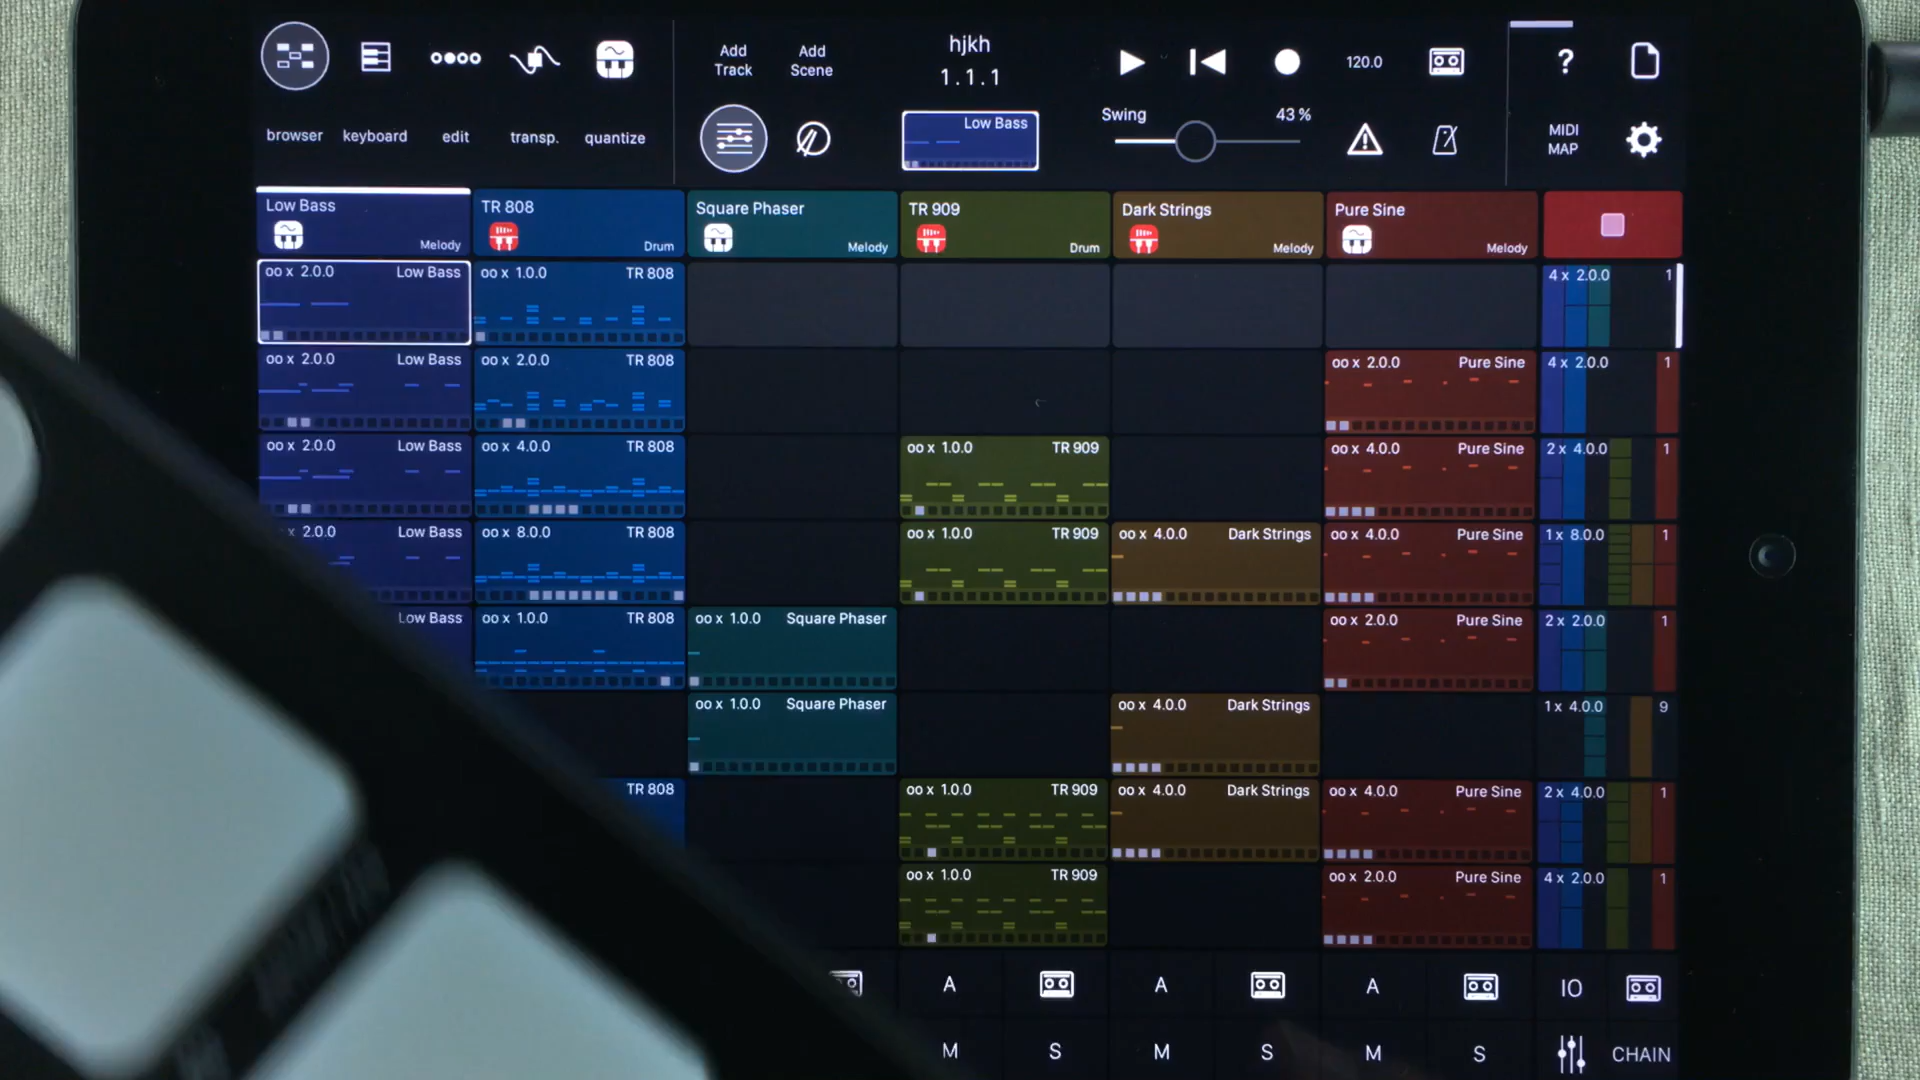 browser
keyboard
edit
transp.
quantize
Add
Track
Add
Scene
hjkh
1.1.1
Low Bass
120.0
Swing
43 %
?
MIDI
MAP
Low Bass
Melody
TR 808
Drum
Square Phaser
Melody
TR 909
Drum
Dark Strings
Melody
Pure Sine
Melody
oo x 2.0.0 Low Bass
oo x 1.0.0 TR 808
4 x 2.0.0 1
oo x 2.0.0 Low Bass
oo x 2.0.0 TR 808
oo x 2.0.0 Pure Sine
4 x 2.0.0 1
oo x 2.0.0 Low Bass
oo x 4.0.0 TR 808
oo x 1.0.0 TR 909
oo x 4.0.0 Pure Sine
2 x 4.0.0 1
x 2.0.0 Low Bass
oo x 8.0.0 TR 808
oo x 1.0.0 TR 909
oo x 4.0.0 Dark Strings
oo x 4.0.0 Pure Sine
1 x 8.0.0 1
Low Bass
oo x 1.0.0 TR 808
oo x 1.0.0 Square Phaser
oo x 2.0.0 Pure Sine
2 x 2.0.0 1
oo x 1.0.0 Square Phaser
oo x 4.0.0 Dark Strings
1 x 4.0.0 9
TR 808
oo x 1.0.0 TR 909
oo x 4.0.0 Dark Strings
oo x 4.0.0 Pure Sine
2 x 4.0.0 1
oo x 1.0.0 TR 909
oo x 2.0.0 Pure Sine
4 x 2.0.0 1
A A A IO
M S M S M S CHAIN